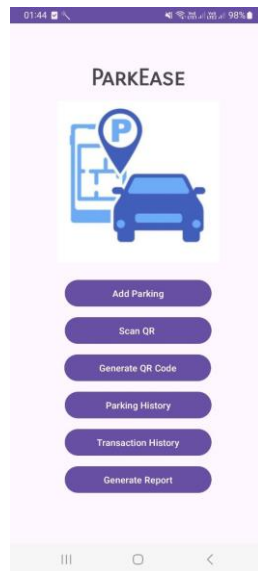 01:44
98%
PARKEASE
P
Add Parking
Scan QR
Generate QR Code
Parking History
Transaction History
Generate Report